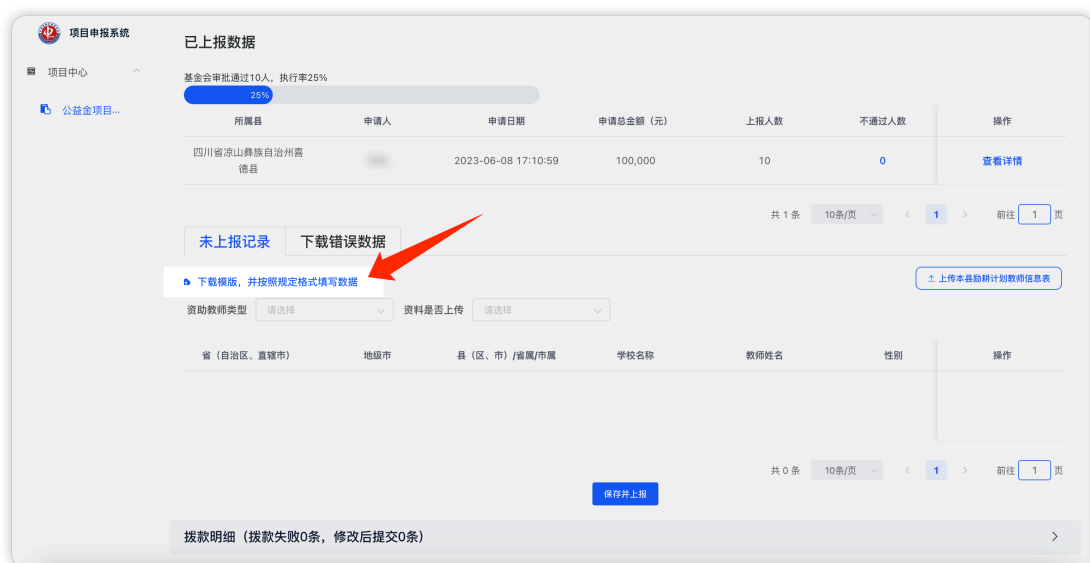 项目申报系统
已上报数据
项目中心
公益金项目...
基金会审批通过10人，执行率25%
25%
所属县 申请人 申请日期 申请总金额（元） 上报人数 不通过人数 操作
四川省凉山彝族自治州喜
德县
2023-06-08 17:10:59 100,000 10 0 查看详情
共 1 条 10条/页 1 前往 1 页
未上报记录 下载错误数据
下载模版，并按照规定格式填写数据 上传本县励耕计划教师信息表
资助教师类型 请选择 资料是否上传 请选择
省（自治区、直辖市） 地级市 县（区、市）/省属/市属 学校名称 教师姓名 性别 操作
共 0 条 10条/页 1 前往 1 页
保存并上报
拨款明细（拨款失败0条，修改后提交0条）